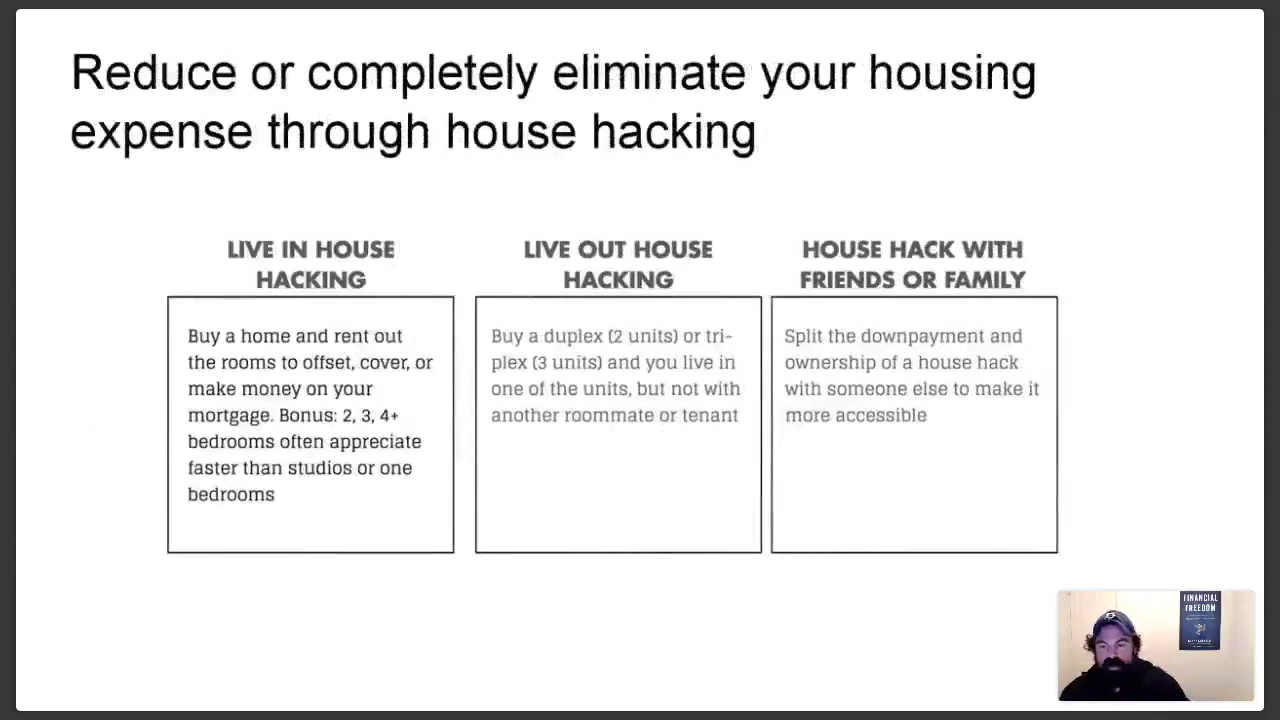 Reduce or completely eliminate your housing
expense through house hacking
LIVE IN HOUSE
HACKING
Buy a home and rent out
the rooms to offset, cover, or
make money on your
mortgage. Bonus: 2, 3, 4+
bedrooms often appreciate
faster than studios or one
bedrooms
LIVE OUT HOUSE
HACKING
Buy a duplex (2 units) or tri-
plex (3 units) and you live in
one of the units, but not with
another roommate or tenant
HOUSE HACK WITH
FRIENDS OR FAMILY
Split the downpayment and
ownership of a house hack
with someone else to make it
more accessible
FINANCIAL
FREEDOM